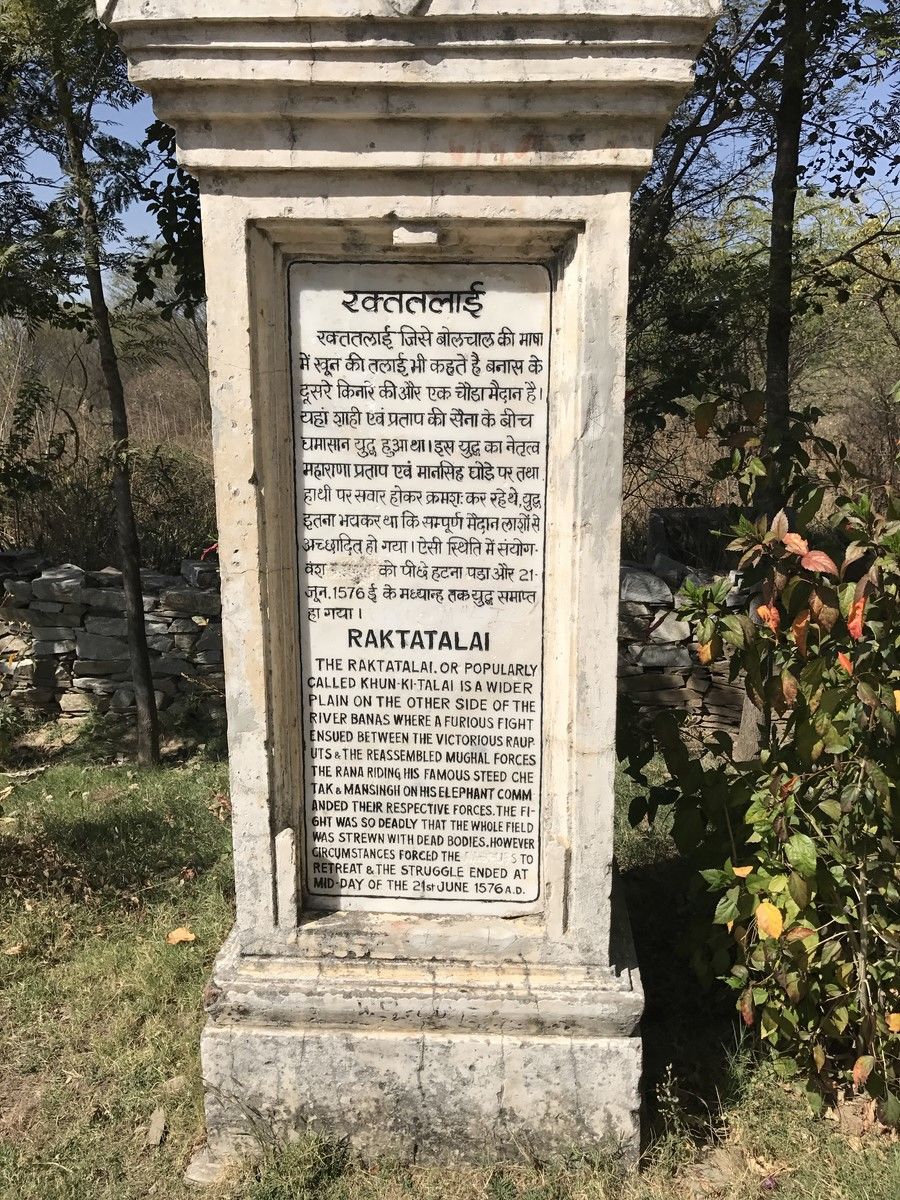 रक्ततलाई
रक्ततलाई जिसे बोलचाल की भाषा
में खून की तलाई भी कहते है बनास के
दूसरे किनारे की और एक चौडा मैदान है।
यहां शाही एवं प्रताप की सैना के बीच
घमासान युद्ध हुआ था। इस युद्ध का नेतृत्व
महाराणा प्रताप एवं मानसिह घोडे पर तथा
हाथी पर सवार होकर क्रमशः कर रहे थे, युद्ध
इतना भयंकर था कि सम्पूर्ण मैदान लाशों से
अच्छादित हो गया। ऐसी स्थिति में संयोग-
वंश को पीछे हटना पडा और 21-
जून.1576 ई के मध्यान्ह तक युद्ध समाप्त
हा गया।
RAKTATALAI
THE RAKTATALAI. OR POPULARLY
CALLED KHUN-KI-TALAI IS A WIDER
PLAIN ON THE OTHER SIDE OF THE
RIVER BANAS WHERE A FURIOUS FIGHT
ENSUED BETWEEN THE VICTORIOUS RAJP
UTS & THE REASSEMBLED MUGHAL FORCES
THE RANA RIDING HIS FAMOUS STEED CHE
TAK & MANSINGH ON HIS ELEPHANT COMM
ANDED THEIR RESPECTIVE FORCES. THE FI-
GHT WAS SO DEADLY THAT THE WHOLE FIELD
WAS STREWN WITH DEAD BODIES. HOWEVER
CIRCUMSTANCES FORCED THE TO
RETREAT & THE STRUGGLE ENDED AT
MID-DAY OF THE 21st JUNE 1576 A.D.